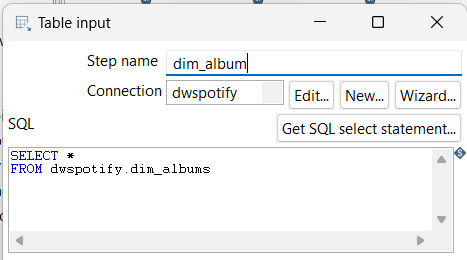 Table input
Step name dim_album
Connection dwspotify Edit... New... Wizard...
SQL
Get SQL select statement...
SELECT *
FROM dwspotify.dim_albums